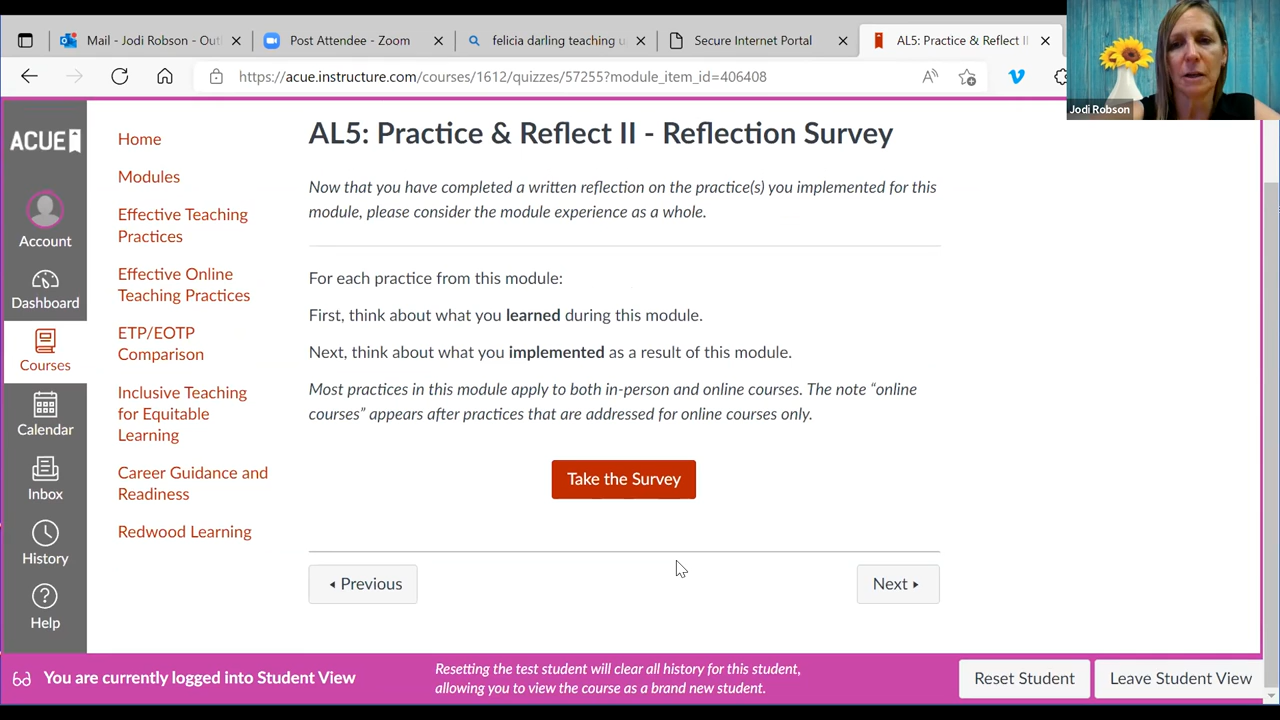 Mail - Jodi Robson - Out
Post Attendee - Zoom
felicia darling teaching u
Secure Internet Portal
AL5: Practice & Reflect II
https://acue.instructure.com/courses/1612/quizzes/57255?module_item_id=406408
Jodi Robson
ACUE
Account
Dashboard
Courses
Calendar
Inbox
History
Help
Home
Modules
Effective Teaching
Practices
Effective Online
Teaching Practices
ETP/EOTP
Comparison
Inclusive Teaching
for Equitable
Learning
Career Guidance and
Readiness
Redwood Learning
AL5: Practice & Reflect II - Reflection Survey
Now that you have completed a written reflection on the practice(s) you implemented for this
module, please consider the module experience as a whole.
For each practice from this module:
First, think about what you learned during this module.
Next, think about what you implemented as a result of this module.
Most practices in this module apply to both in-person and online courses. The note “online
courses” appears after practices that are addressed for online courses only.
Take the Survey
Previous
Next
You are currently logged into Student View
Resetting the test student will clear all history for this student,
allowing you to view the course as a brand new student.
Reset Student
Leave Student View